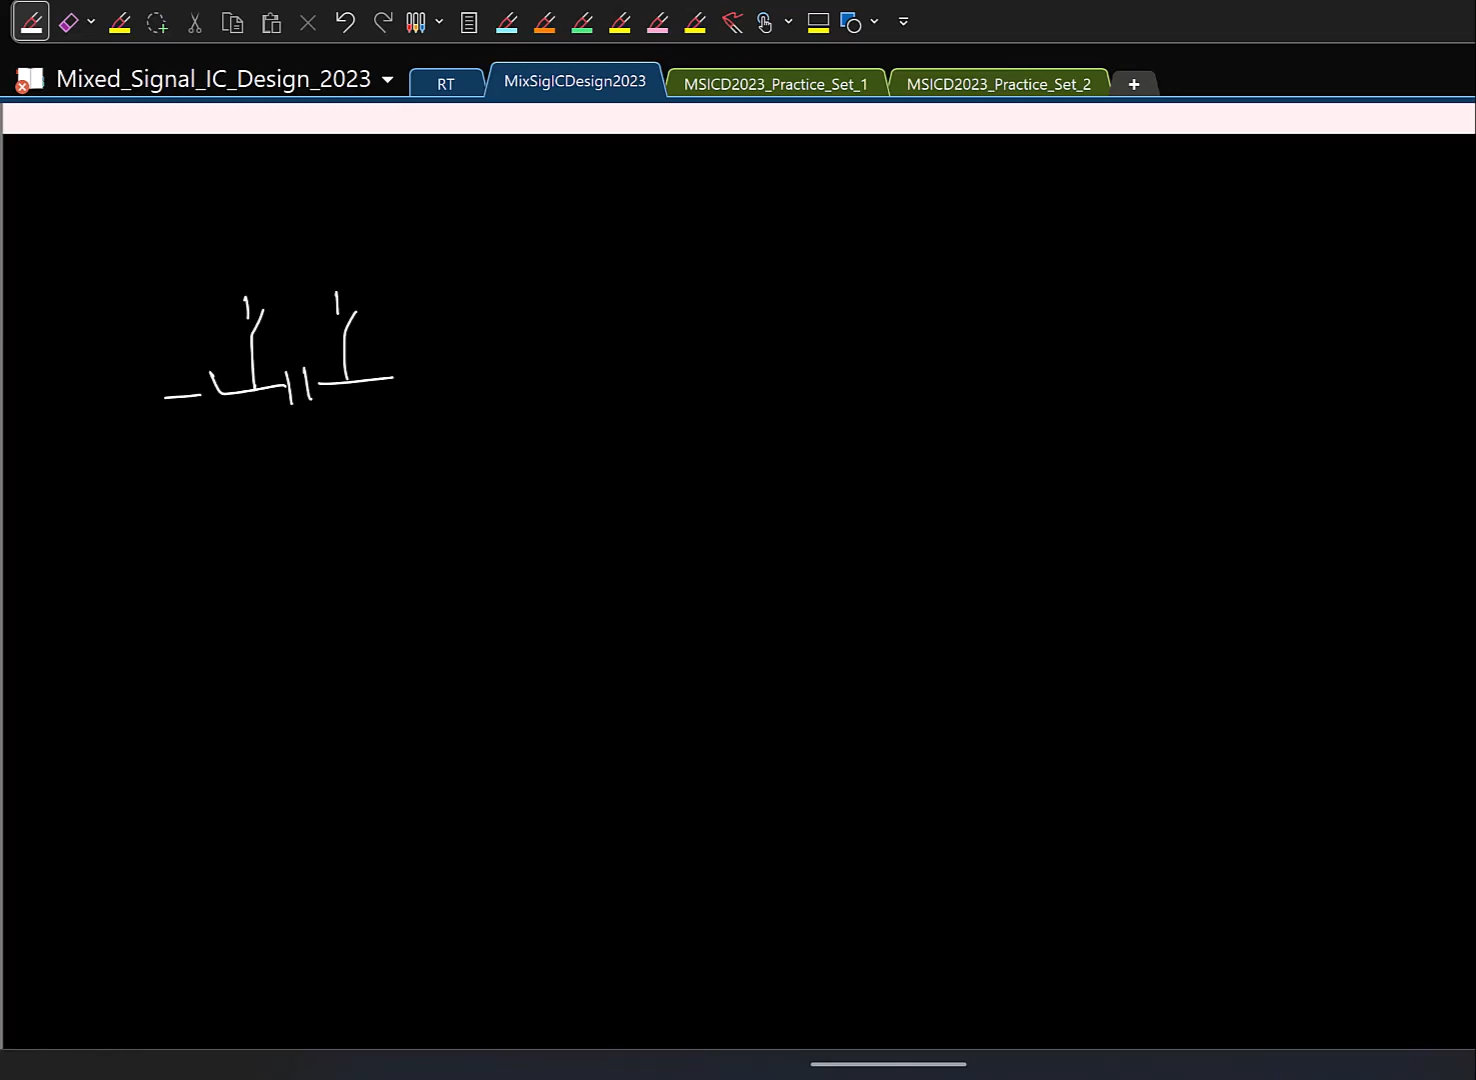 Mixed_Signal_IC_Design_2023
RT
MixSigICDesign2023
MSICD2023_Practice_Set_1
MSICD2023_Practice_Set_2